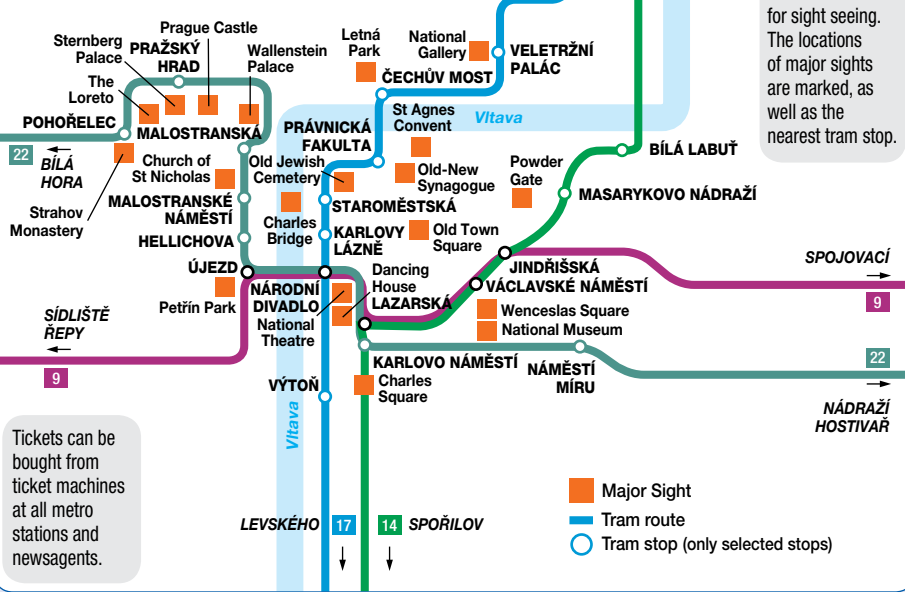 for sight seeing.
The locations
of major sights
are marked, as
well as the
nearest tram stop.
Prague Castle
Sternberg
Palace
PRAŽSKÝ
HRAD
Wallenstein
Palace
The
Loreto
POHOŘELEC
MALOSTRANSKÁ
22
BÍLÁ
HORA
Strahov
Monastery
Church of
St Nicholas
MALOSTRANSKÉ
NÁMĚSTÍ
HELLICHOVA
ÚJEZD
Petřín Park
SÍDLIŠTĚ
ŘEPY
9
Letná
Park
National
Gallery
VELETRŽNÍ
PALÁC
ČECHŮV MOST
St Agnes
Convent
Vltava
PRÁVNICKÁ
FAKULTA
Old Jewish
Cemetery
Old-New
Synagogue
STAROMĚSTSKÁ
Charles
Bridge
KARLOVY
LÁZNĚ
Old Town
Square
Powder
Gate
BÍLÁ LABUŤ
MASARYKOVO NÁDRAŽÍ
JINDŘIŠSKÁ
VÁCLAVSKÉ NÁMĚSTÍ
SPOJOVACÍ
9
Dancing
House
NÁRODNÍ
DIVADLO
LAZARSKÁ
National
Theatre
Wenceslas Square
National Museum
KARLOVO NÁMĚSTÍ
NÁMĚSTÍ
MÍRU
22
NÁDRAŽÍ
HOSTIVAŘ
VÝTOŇ
Charles
Square
Vltava
Tickets can be
bought from
ticket machines
at all metro
stations and
newsagents.
LEVSKÉHO 17
14 SPOŘILOV
Major Sight
Tram route
Tram stop (only selected stops)